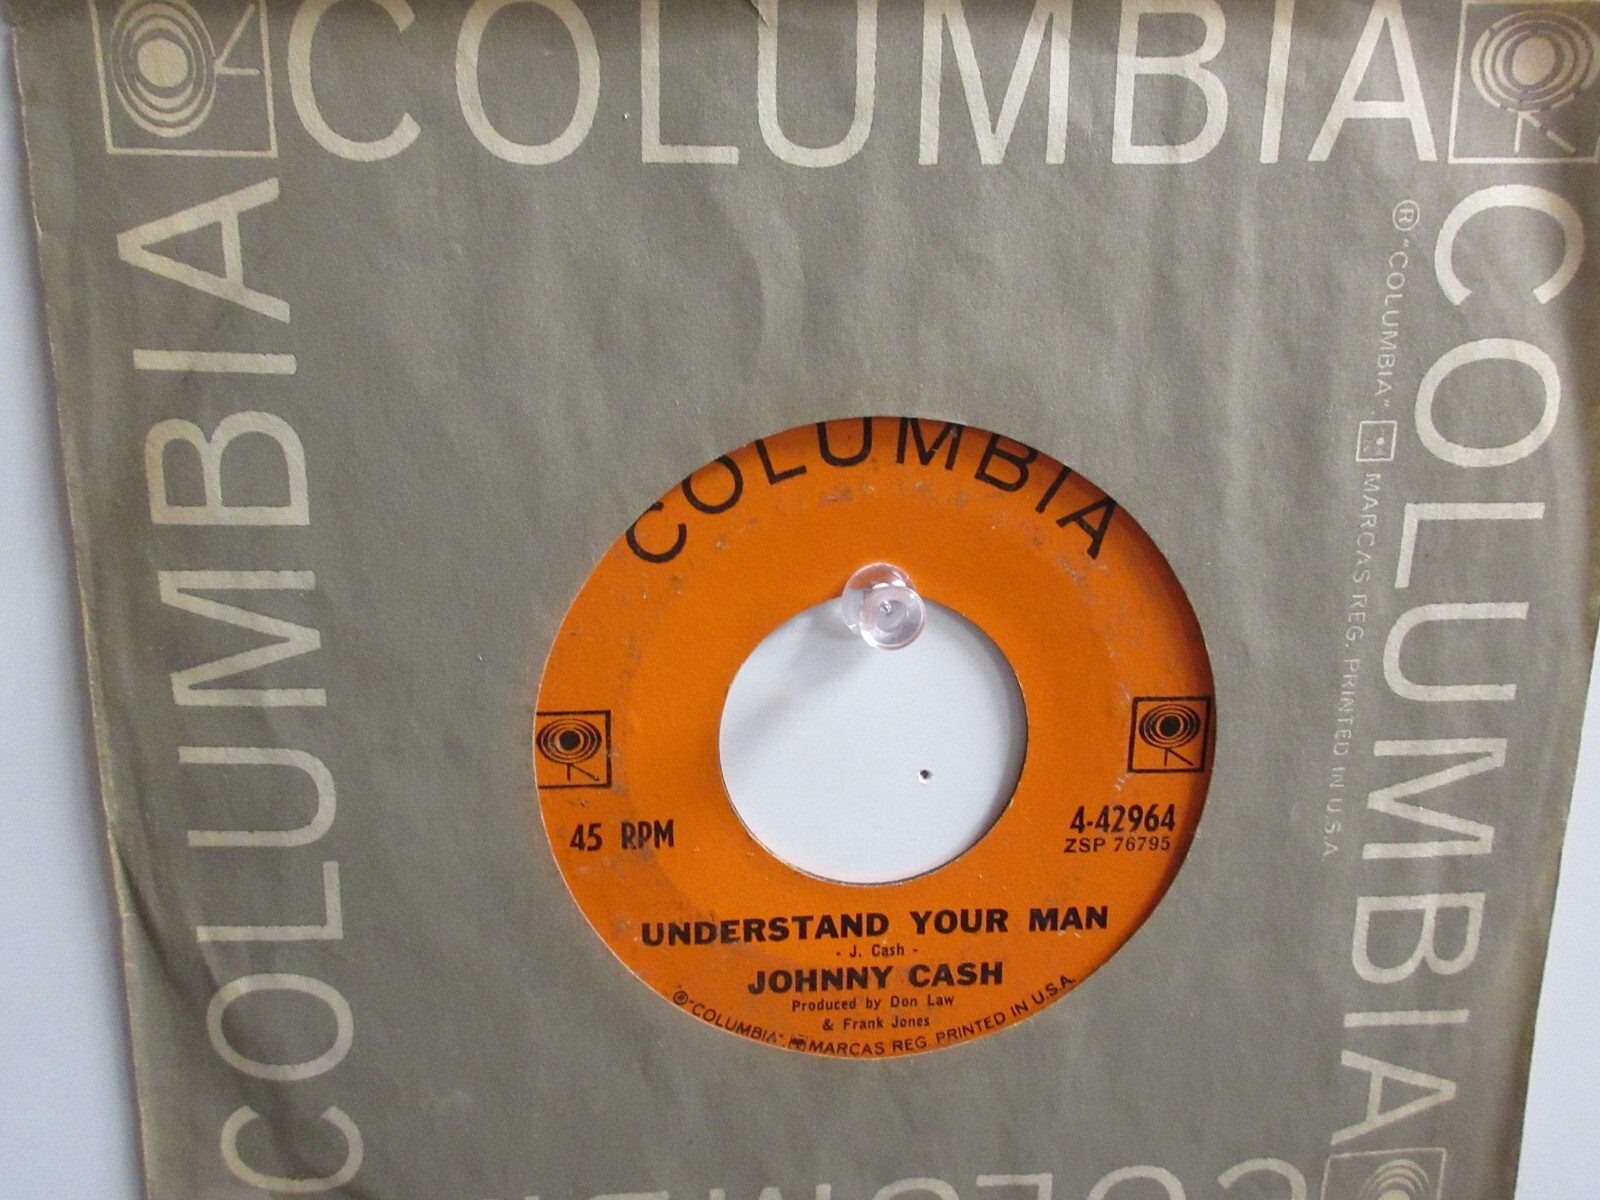 COLUMBIA
COLUMBIA
COLUMBIA
® "COLUMBIA", MARCAS REG. PRINTED IN U.S.A.
COLUMBIA
45 RPM
4-42964
ZSP 76795
UNDERSTAND YOUR MAN
- J. Cash -
JOHNNY CASH
Produced by Don Law
& Frank Jones
® "COLUMBIA", MARCAS REG. PRINTED IN U.S.A.
COLUMBIA